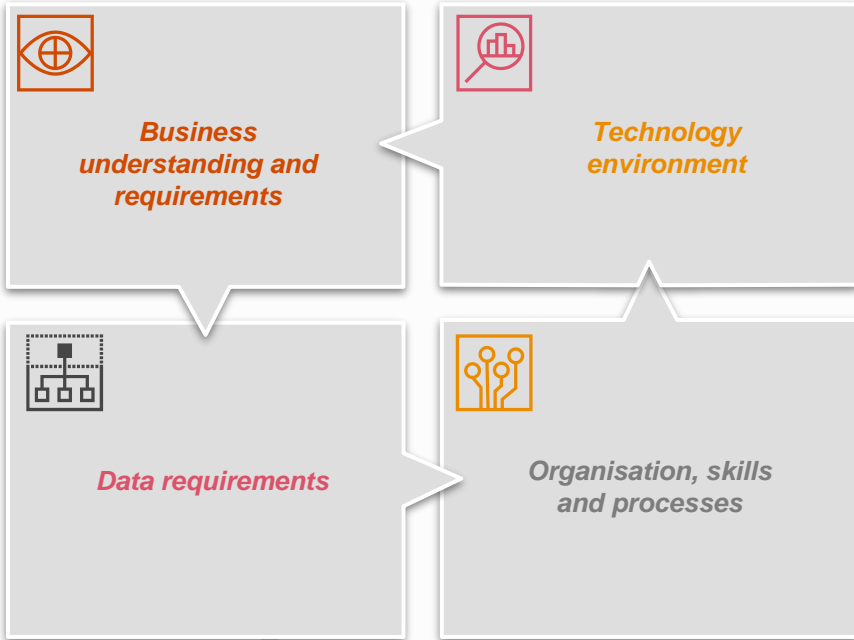 Business
understanding and
requirements
Technology
environment
Data requirements
Organisation, skills
and processes